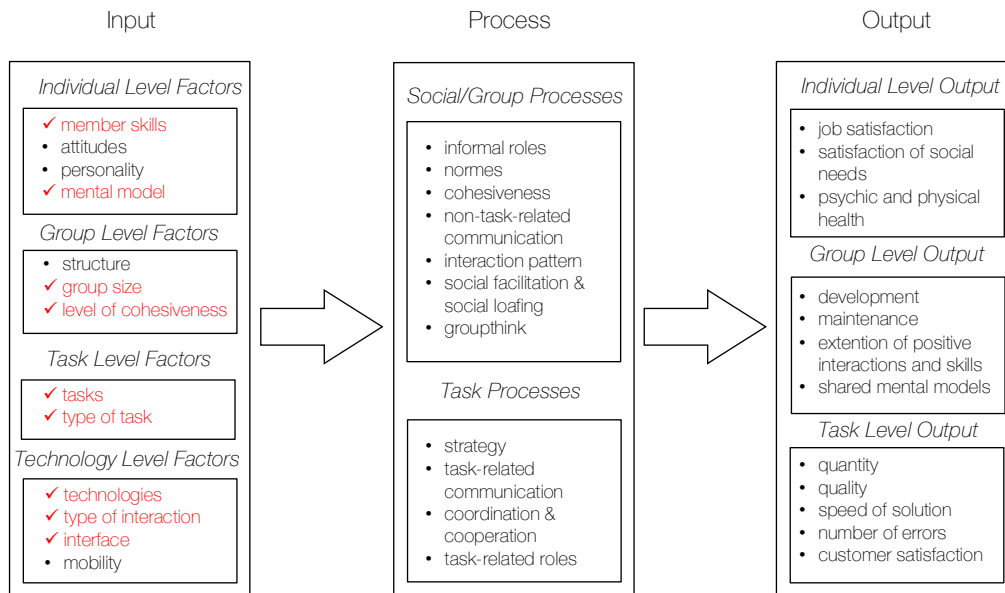 Input
Individual Level Factors
✓ member skills
• attitudes
• personality
✓ mental model
Group Level Factors
• structure
✓ group size
✓ level of cohesiveness
Task Level Factors
✓ tasks
✓ type of task
Technology Level Factors
✓ technologies
✓ type of interaction
✓ interface
• mobility
Process
Social/Group Processes
• informal roles
• normes
• cohesiveness
• non-task-related
communication
• interaction pattern
• social facilitation &
social loafing
• groupthink
Task Processes
• strategy
• task-related
communication
• coordination &
cooperation
• task-related roles
Output
Individual Level Output
• job satisfaction
• satisfaction of social
needs
• psychic and physical
health
Group Level Output
• development
• maintenance
• extention of positive
interactions and skills
• shared mental models
Task Level Output
• quantity
• quality
• speed of solution
• number of errors
• customer satisfaction